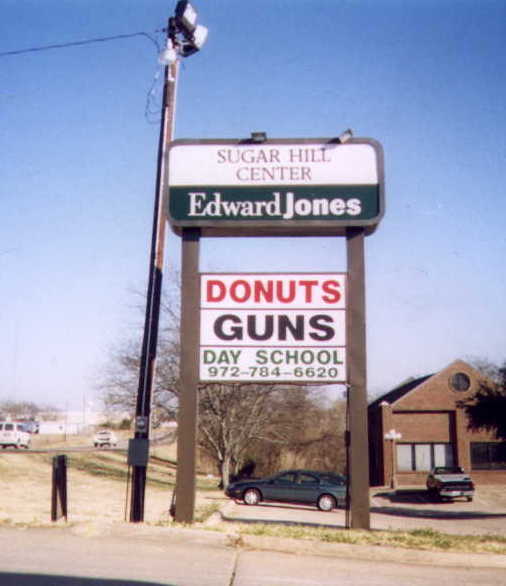 SUGAR HILL
CENTER
EdwardJones
DONUTS
GUNS
DAY SCHOOL
972-784-6620